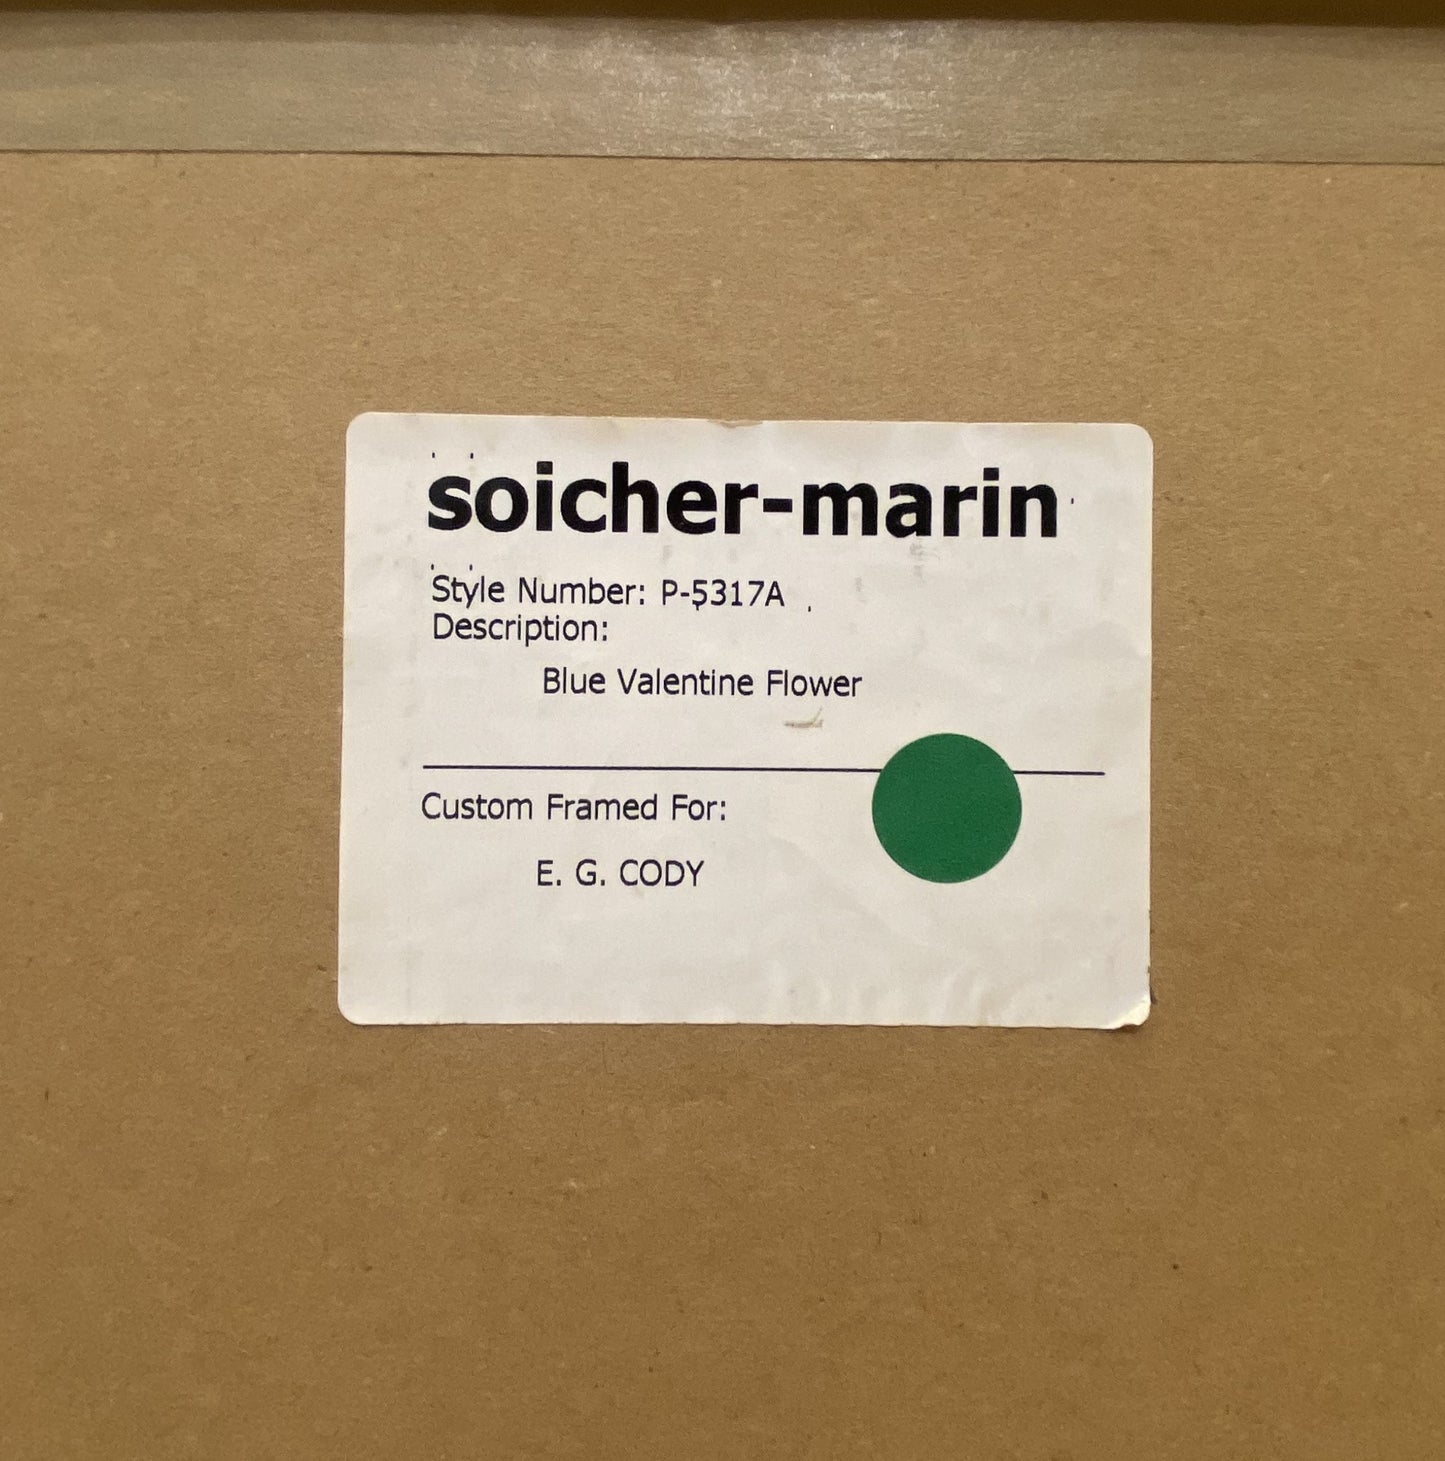 soicher-marin
Style Number: P-5317A
Description:
Blue Valentine Flower
Custom Framed For:
E. G. CODY